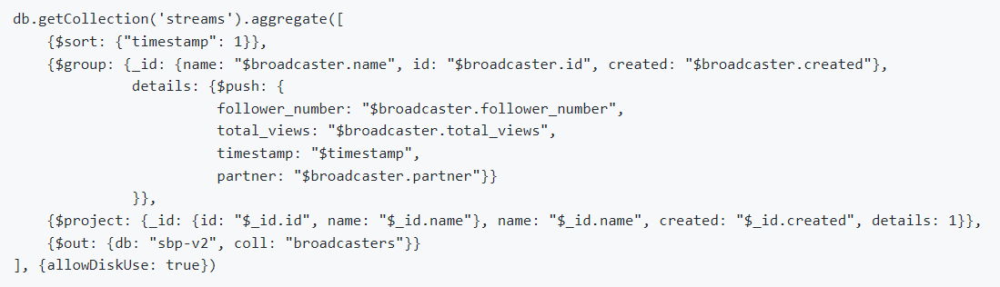 db.getCollection('streams').aggregate([
    {$sort: {"timestamp": 1}},
    {$group: {_id: {name: "$broadcaster.name", id: "$broadcaster.id", created: "$broadcaster.created"},
              details: {$push: {
                        follower_number: "$broadcaster.follower_number",
                        total_views: "$broadcaster.total_views",
                        timestamp: "$timestamp",
                        partner: "$broadcaster.partner"}}
              }},
    {$project: {_id: {id: "$_id.id", name: "$_id.name"}, name: "$_id.name", created: "$_id.created", details: 1}},
    {$out: {db: "sbp-v2", coll: "broadcasters"}}
], {allowDiskUse: true})